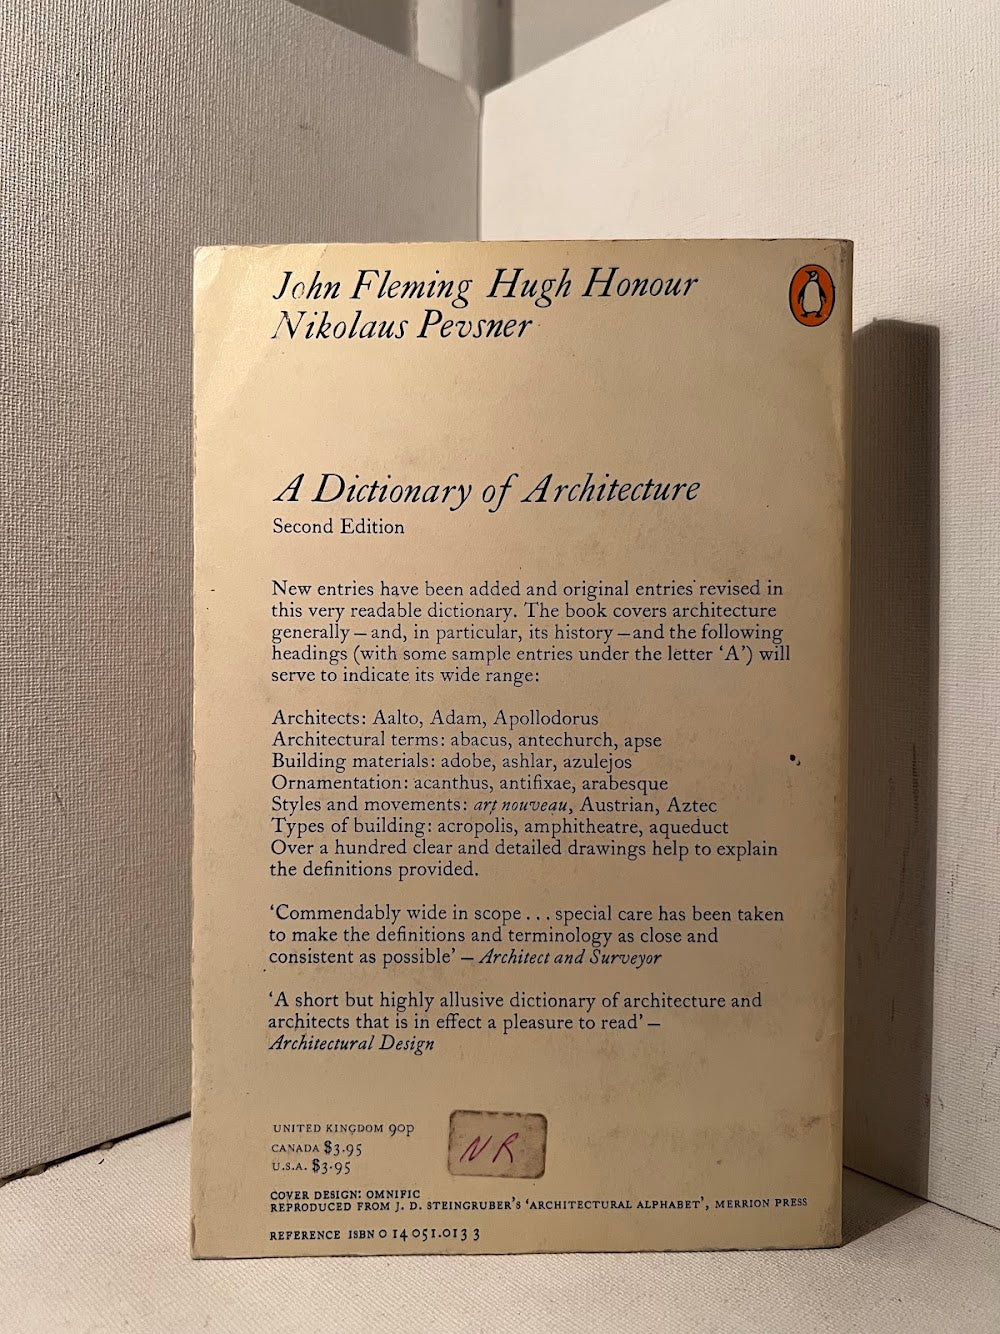 John Fleming Hugh Honour
Nikolaus Pevsner
A Dictionary of Architecture
Second Edition
New entries have been added and original entries revised in
this very readable dictionary. The book covers architecture
generally – and, in particular, its history – and the following
headings (with some sample entries under the letter ‘A’) will
serve to indicate its wide range:
Architects: Aalto, Adam, Apollodorus
Architectural terms: abacus, antechurch, apse
Building materials: adobe, ashlar, azulejos
Ornamentation: acanthus, antifixae, arabesque
Styles and movements: art nouveau, Austrian, Aztec
Types of building: acropolis, amphitheatre, aqueduct
Over a hundred clear and detailed drawings help to explain
the definitions provided.
‘Commendably wide in scope . . . special care has been taken
to make the definitions and terminology as close and
consistent as possible’ – Architect and Surveyor
‘A short but highly allusive dictionary of architecture and
architects that is in effect a pleasure to read’ –
Architectural Design
UNITED KINGDOM 90p
CANADA $3·95
U.S.A. $3·95
NR
COVER DESIGN: OMNIFIC
REPRODUCED FROM J. D. STEINGRUBER'S ‘ARCHITECTURAL ALPHABET’, MERRION PRESS
REFERENCE ISBN 0 14 051.013 3